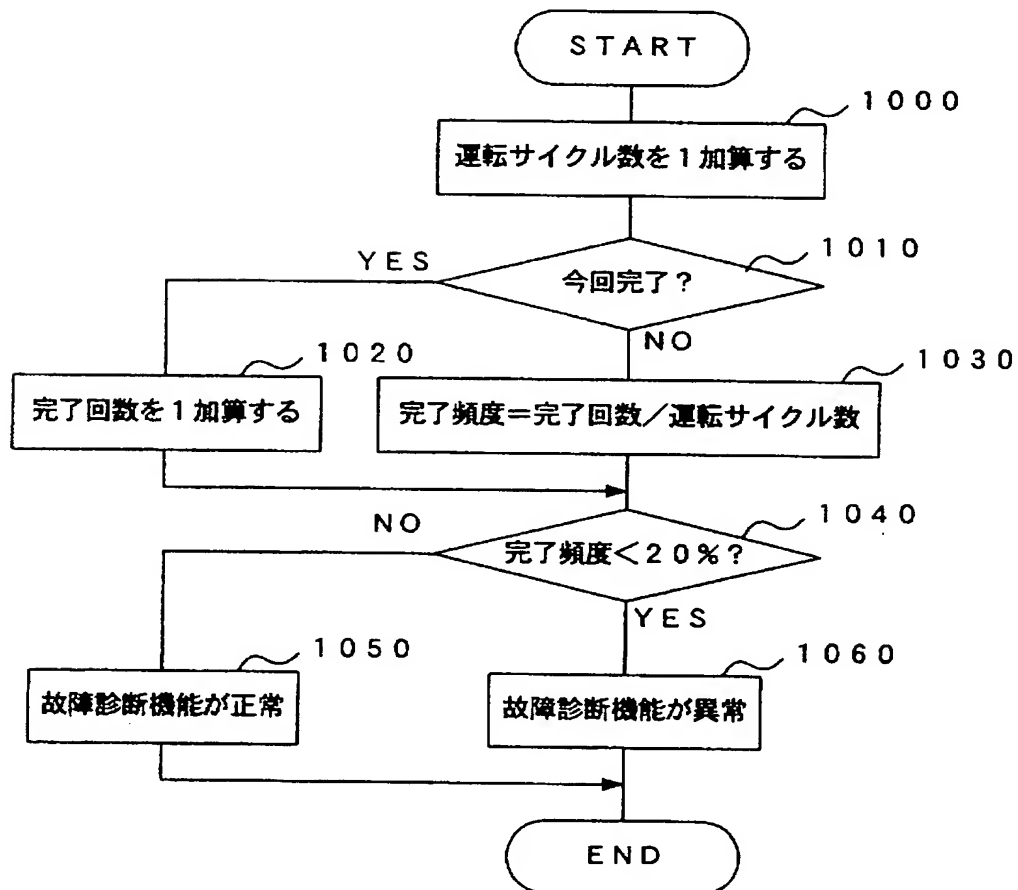 START
1000
運転サイクル数を1加算する
1010
YES
今回完了?
NO
1020
1030
完了回数を1加算する
完了頻度=完了回数/運転サイクル数
1040
NO
完了頻度<20%?
YES
1050
1060
故障診断機能が正常
故障診断機能が異常
END